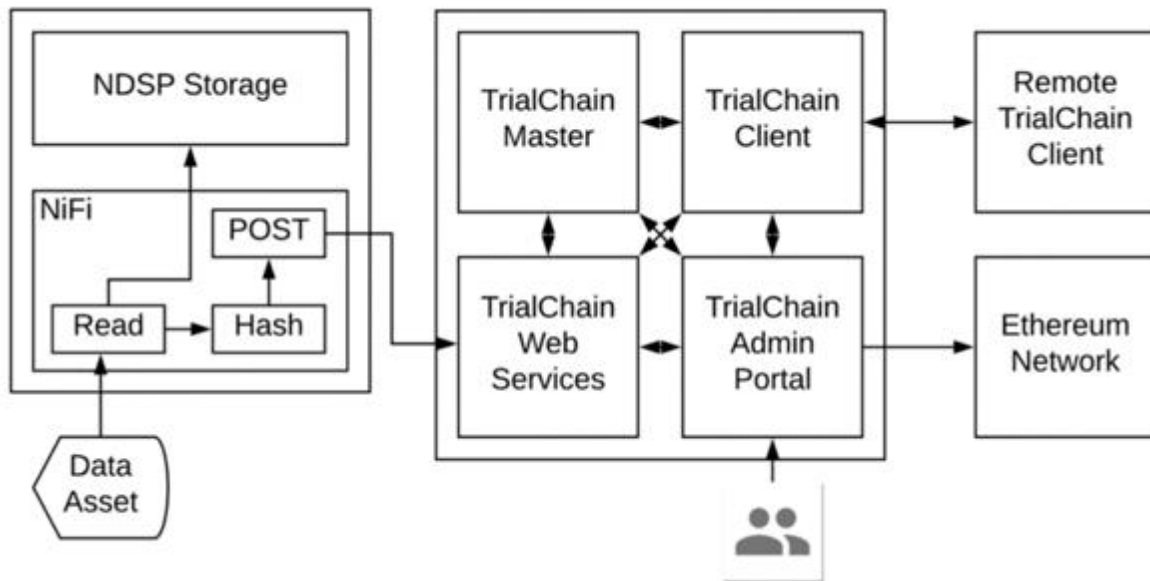 NDSP Storage
NiFi
POST
Read
Hash
Data
Asset
TrialChain
Master
TrialChain
Client
TrialChain
Web
Services
TrialChain
Admin
Portal
Remote
TrialChain
Client
Ethereum
Network